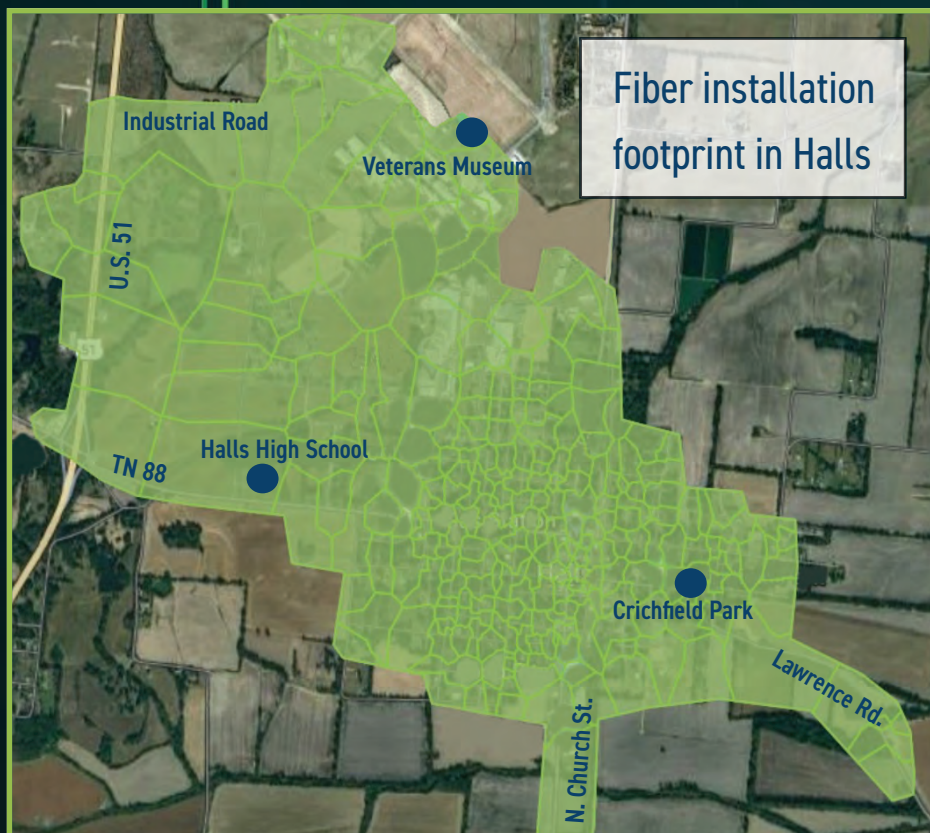 Fiber installation
footprint in Halls
Industrial Road
Veterans Museum
U.S. 51
51
Halls High School
TN 88
Crichfield Park
Lawrence Rd.
N. Church St.